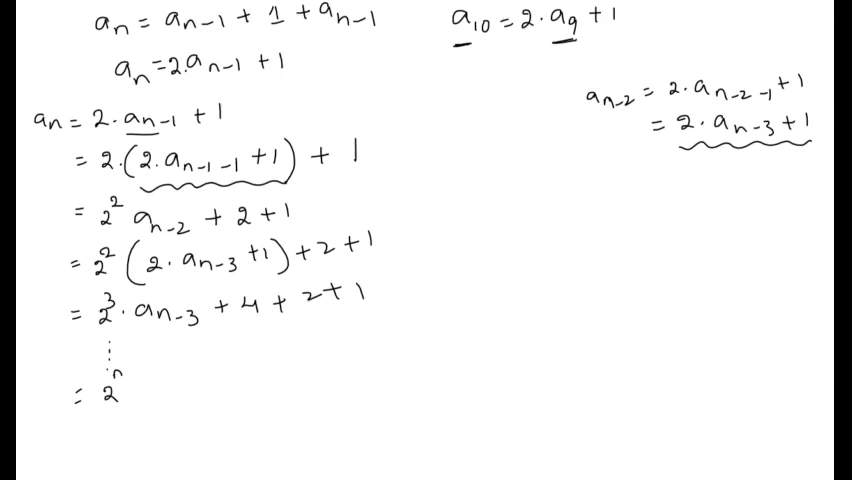 aₙ = aₙ₋₁ + 1 + aₙ₋₁
aₙ = 2.aₙ₋₁ + 1
aₙ = 2 · aₙ₋₁ + 1
= 2.(2.aₙ₋₁₋₁ + 1) + 1
= 2² aₙ₋₂ + 2 + 1
= 2² (2 · aₙ₋₃ + 1) + 2 + 1
= 2³ · aₙ₋₃ + 4 + 2 + 1
⋮
= 2ⁿ
a₁₀ = 2 · a₉ + 1
aₙ₋₂ = 2 · aₙ₋₂₋₁ + 1
= 2 · aₙ₋₃ + 1